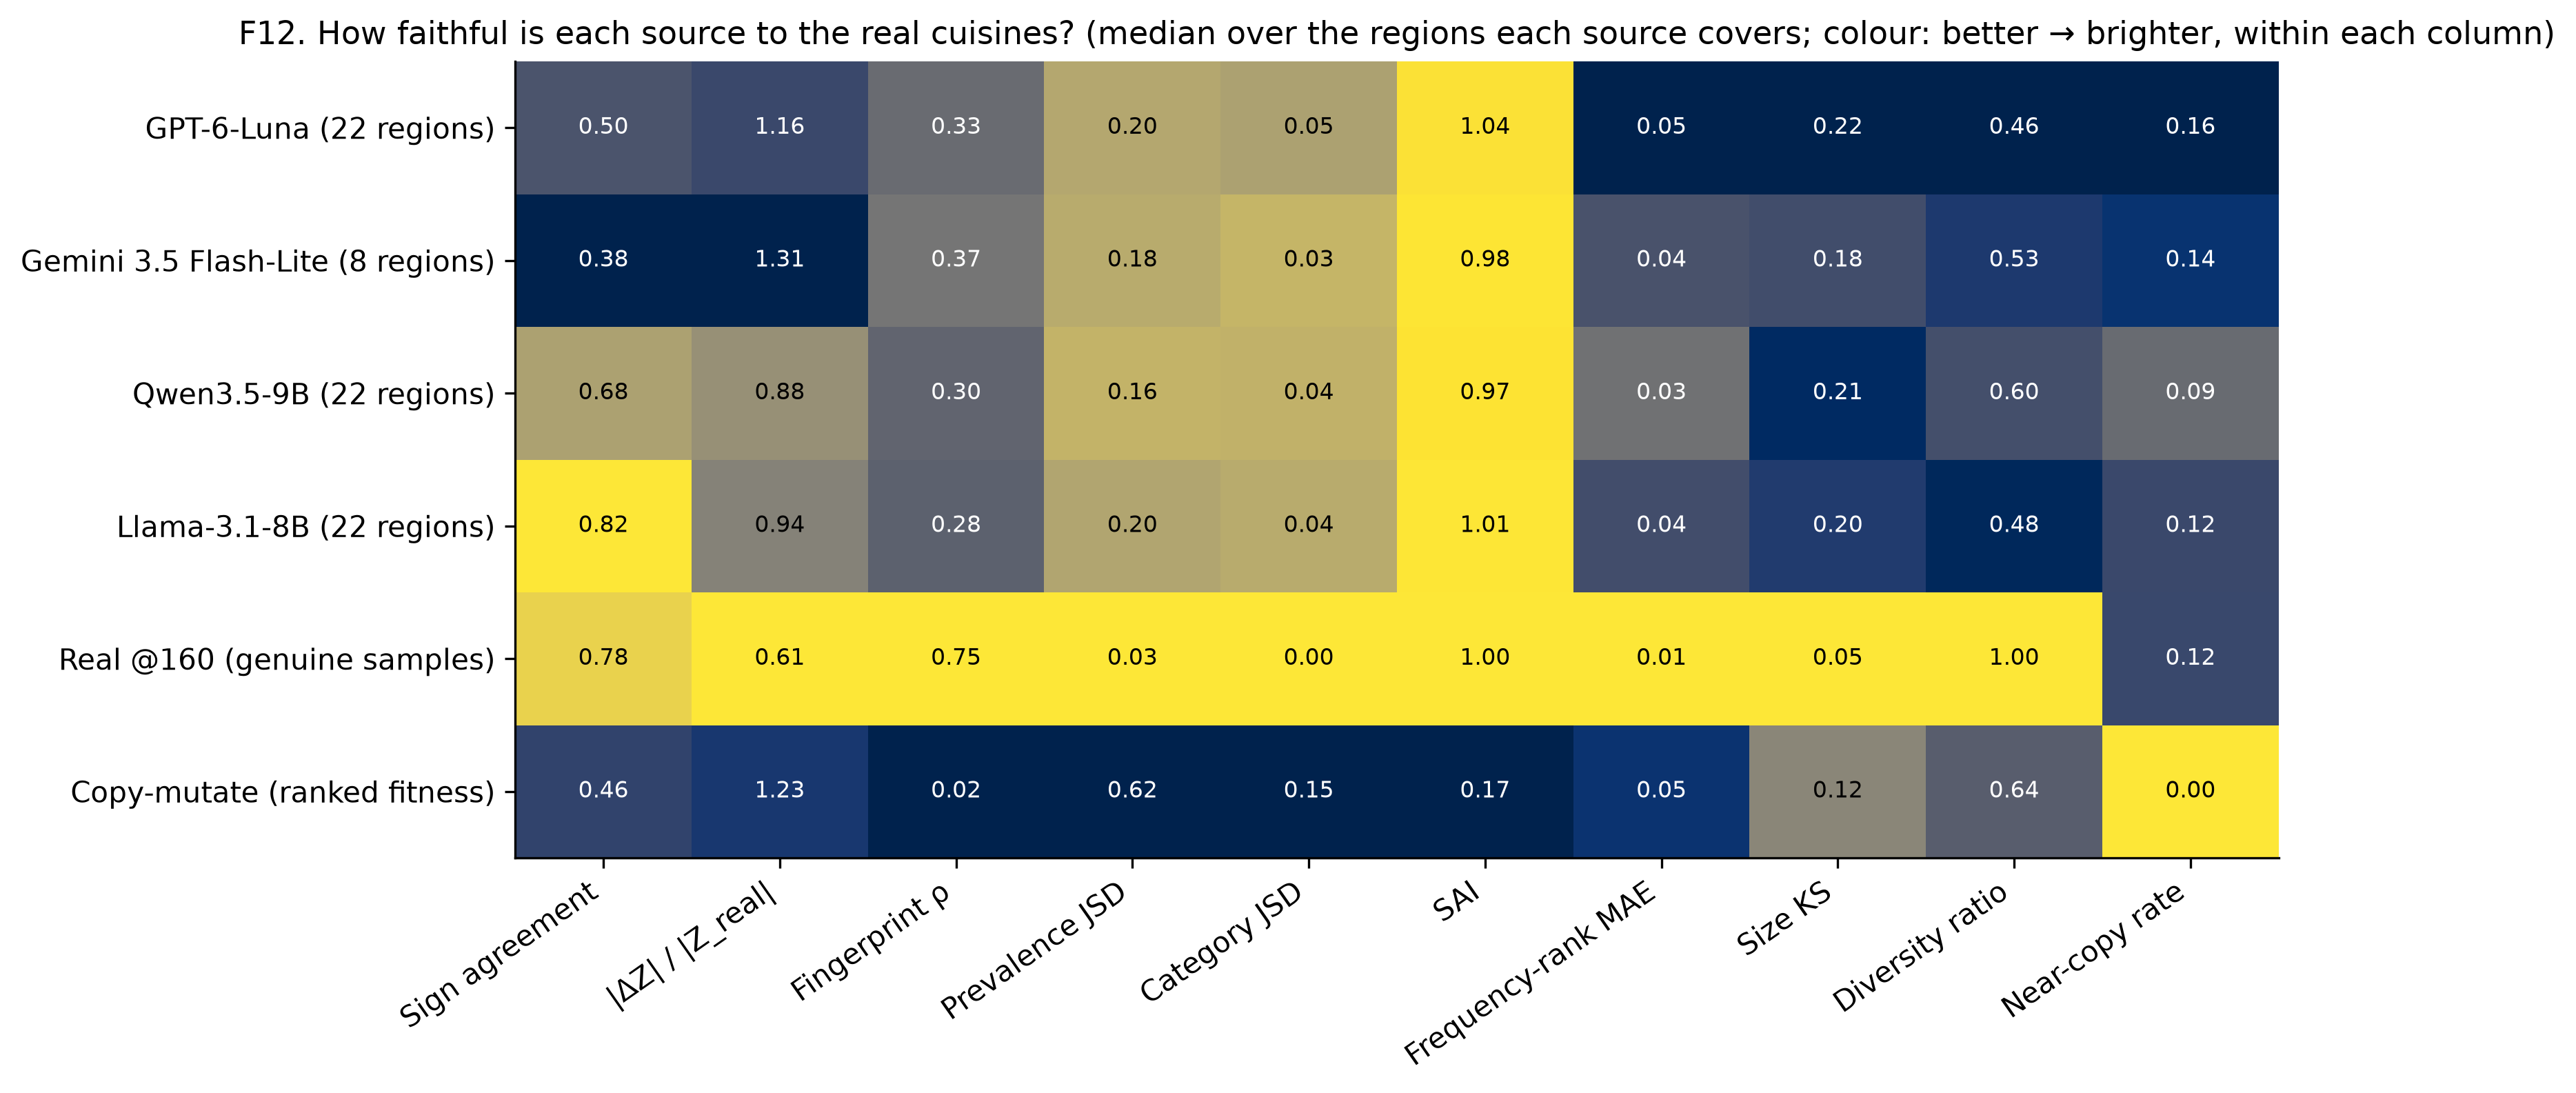 F12. How faithful is each source to the real cuisines? (median over the regions each source covers; colour: better → brighter, within each column)
GPT-6-Luna (22 regions) 0.50 1.16 0.33 0.20 0.05 1.04 0.05 0.22 0.46 0.16
Gemini 3.5 Flash-Lite (8 regions) 0.38 1.31 0.37 0.18 0.03 0.98 0.04 0.18 0.53 0.14
Qwen3.5-9B (22 regions) 0.68 0.88 0.30 0.16 0.04 0.97 0.03 0.21 0.60 0.09
Llama-3.1-8B (22 regions) 0.82 0.94 0.28 0.20 0.04 1.01 0.04 0.20 0.48 0.12
Real @160 (genuine samples) 0.78 0.61 0.75 0.03 0.00 1.00 0.01 0.05 1.00 0.12
Copy-mutate (ranked fitness) 0.46 1.23 0.02 0.62 0.15 0.17 0.05 0.12 0.64 0.00
Sign agreement
|ΔZ| / |Z_real|
Fingerprint ρ
Prevalence JSD
Category JSD
SAI
Frequency-rank MAE
Size KS
Diversity ratio
Near-copy rate